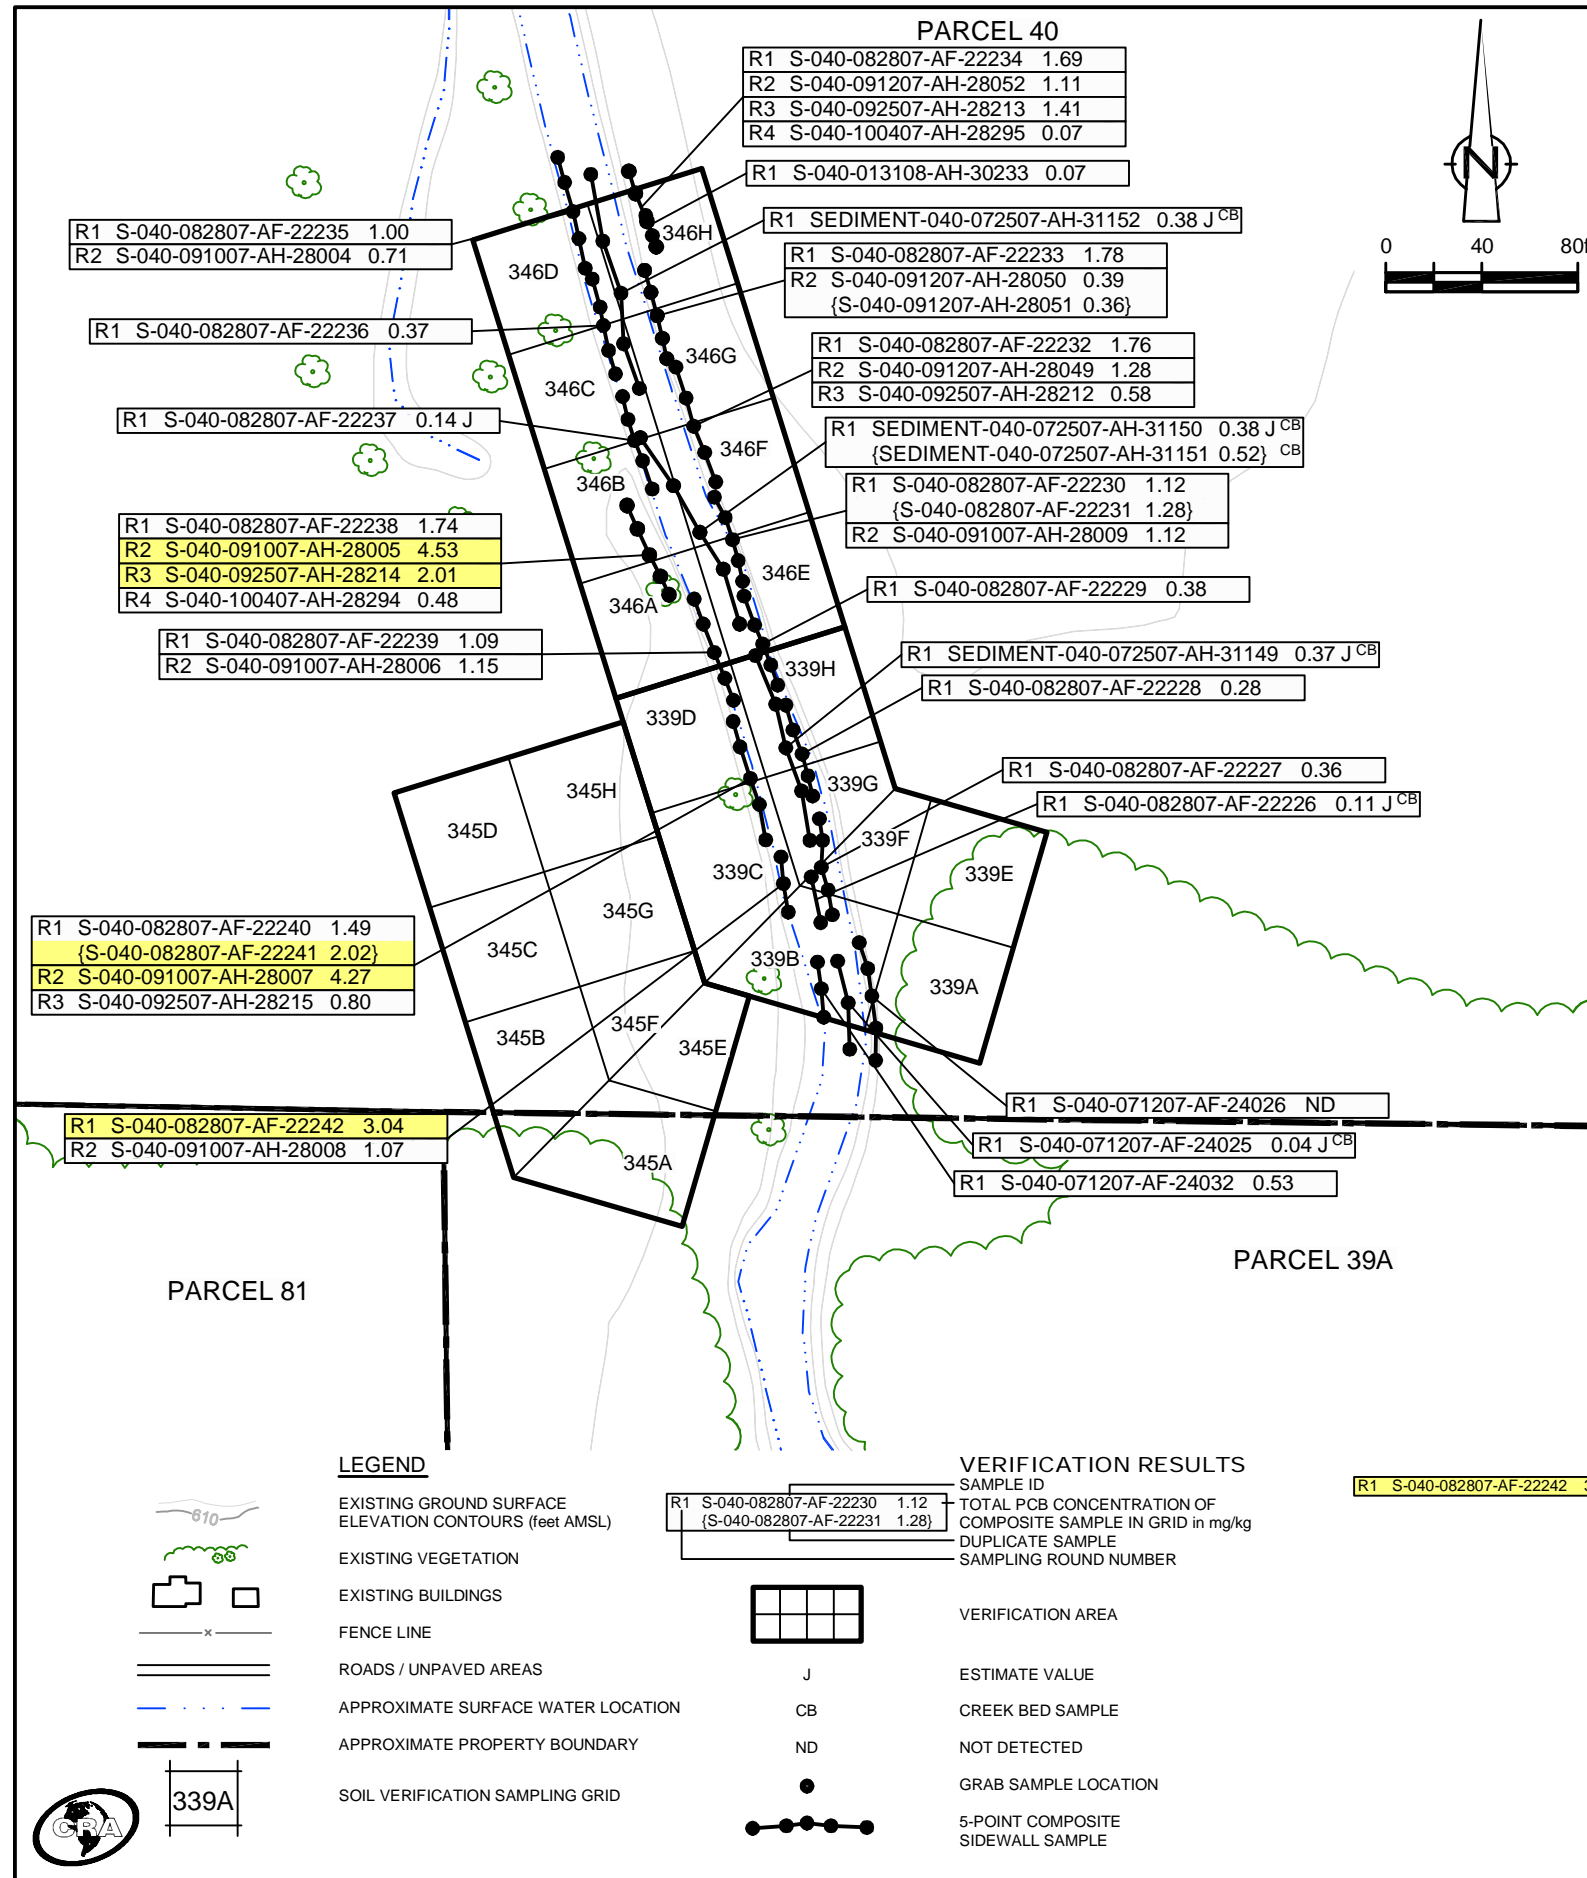 PARCEL 40
R1 S-040-082807-AF-22234 1.69
R2 S-040-091207-AH-28052 1.11
R3 S-040-092507-AH-28213 1.41
R4 S-040-100407-AH-28295 0.07
R1 S-040-013108-AH-30233 0.07
N
R1 SEDIMENT-040-072507-AH-31152 0.38 J CB
0 40 80f
R1 S-040-082807-AF-22235 1.00
R2 S-040-091007-AH-28004 0.71
346H
346D
R1 S-040-082807-AF-22233 1.78
R2 S-040-091207-AH-28050 0.39
{S-040-091207-AH-28051 0.36}
R1 S-040-082807-AF-22236 0.37
346G
R1 S-040-082807-AF-22232 1.76
R2 S-040-091207-AH-28049 1.28
R3 S-040-092507-AH-28212 0.58
346C
R1 S-040-082807-AF-22237 0.14 J
346F
R1 SEDIMENT-040-072507-AH-31150 0.38 J CB
{SEDIMENT-040-072507-AH-31151 0.52} CB
346B
R1 S-040-082807-AF-22230 1.12
{S-040-082807-AF-22231 1.28}
R2 S-040-091007-AH-28009 1.12
R1 S-040-082807-AF-22238 1.74
R2 S-040-091007-AH-28005 4.53
R3 S-040-092507-AH-28214 2.01
R4 S-040-100407-AH-28294 0.48
346E
346A
R1 S-040-082807-AF-22229 0.38
R1 S-040-082807-AF-22239 1.09
R2 S-040-091007-AH-28006 1.15
R1 SEDIMENT-040-072507-AH-31149 0.37 J CB
339H
R1 S-040-082807-AF-22228 0.28
339D
R1 S-040-082807-AF-22227 0.36
339G
345H
R1 S-040-082807-AF-22226 0.11 J CB
345D
339F
339E
339C
345G
R1 S-040-082807-AF-22240 1.49
{S-040-082807-AF-22241 2.02}
R2 S-040-091007-AH-28007 4.27
R3 S-040-092507-AH-28215 0.80
345C
339B
339A
345F
345B
345E
R1 S-040-071207-AF-24026 ND
R1 S-040-082807-AF-22242 3.04
R2 S-040-091007-AH-28008 1.07
R1 S-040-071207-AF-24025 0.04 J CB
345A
R1 S-040-071207-AF-24032 0.53
PARCEL 39A
PARCEL 81
LEGEND
610
EXISTING GROUND SURFACE
ELEVATION CONTOURS (feet AMSL)
EXISTING VEGETATION
EXISTING BUILDINGS
x
FENCE LINE
ROADS / UNPAVED AREAS
APPROXIMATE SURFACE WATER LOCATION
APPROXIMATE PROPERTY BOUNDARY
339A
SOIL VERIFICATION SAMPLING GRID
CRA
VERIFICATION RESULTS
SAMPLE ID
R1 S-040-082807-AF-22230 1.12
{S-040-082807-AF-22231 1.28}
TOTAL PCB CONCENTRATION OF
COMPOSITE SAMPLE IN GRID in mg/kg
DUPLICATE SAMPLE
SAMPLING ROUND NUMBER
R1 S-040-082807-AF-22242
VERIFICATION AREA
J
ESTIMATE VALUE
CB
CREEK BED SAMPLE
ND
NOT DETECTED
GRAB SAMPLE LOCATION
5-POINT COMPOSITE
SIDEWALL SAMPLE